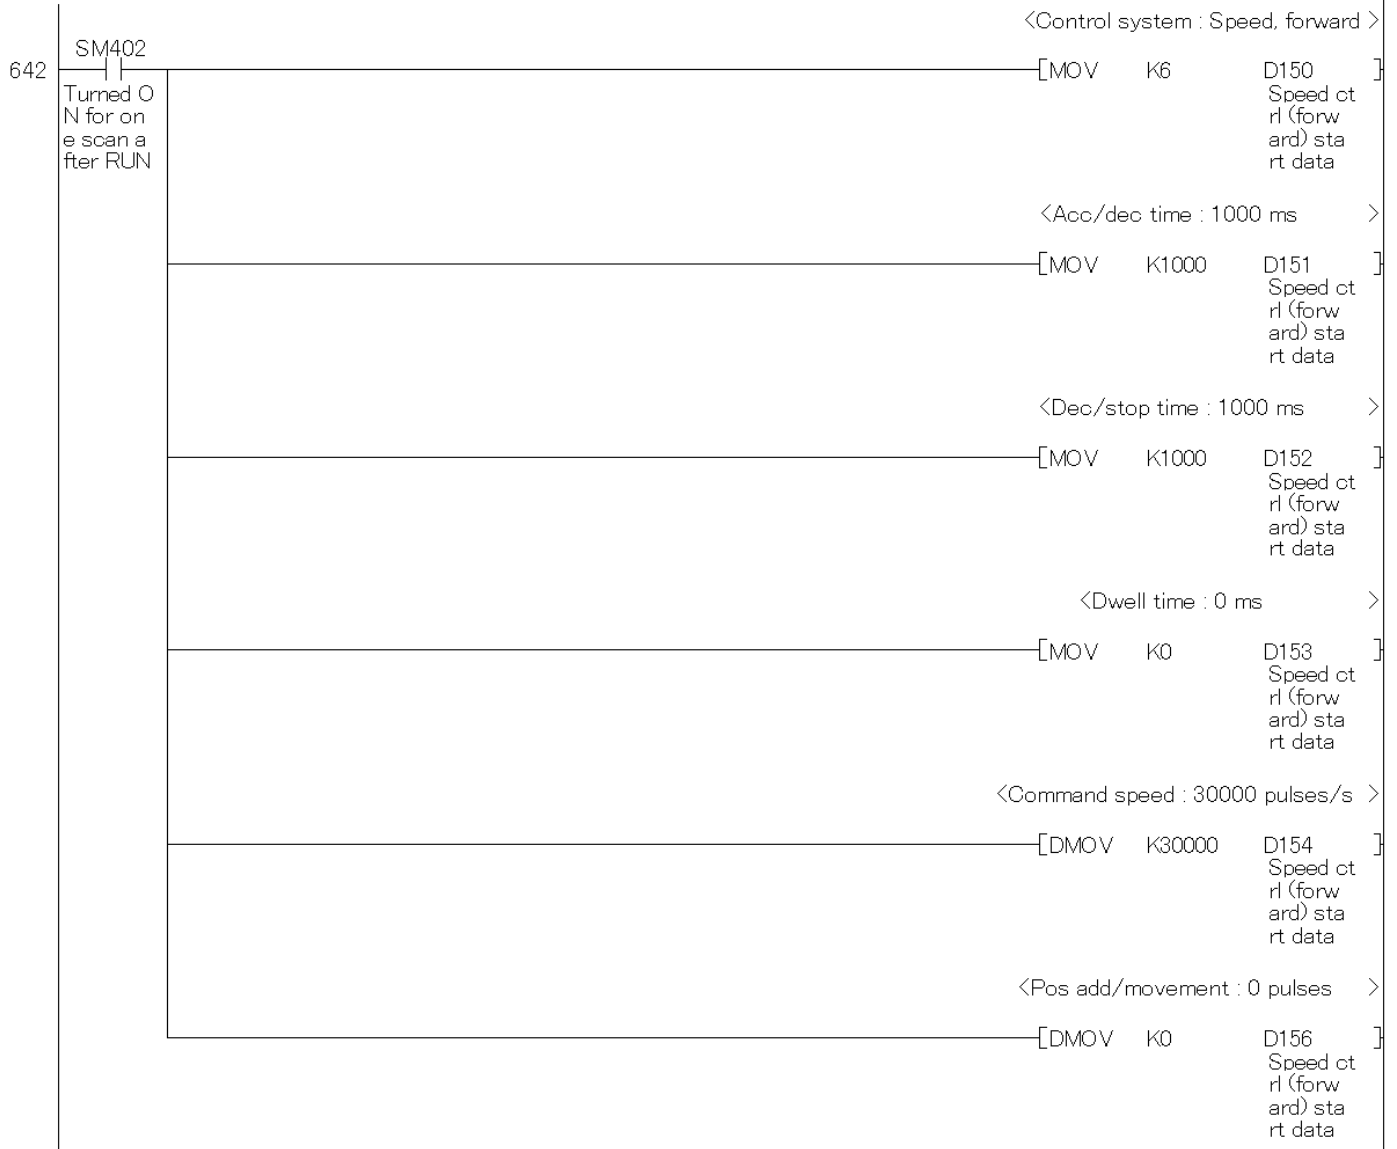 <Control system : Speed, forward >
SM402
642
[MOV K6 D150 ]
Turned O
N for on
e scan a
fter RUN
Speed ct
rl (forw
ard) sta
rt data
<Acc/dec time : 1000 ms >
[MOV K1000 D151 ]
Speed ct
rl (forw
ard) sta
rt data
<Dec/stop time : 1000 ms >
[MOV K1000 D152 ]
Speed ct
rl (forw
ard) sta
rt data
<Dwell time : 0 ms >
[MOV K0 D153 ]
Speed ct
rl (forw
ard) sta
rt data
<Command speed : 30000 pulses/s >
[DMOV K30000 D154 ]
Speed ct
rl (forw
ard) sta
rt data
<Pos add/movement : 0 pulses >
[DMOV K0 D156 ]
Speed ct
rl (forw
ard) sta
rt data